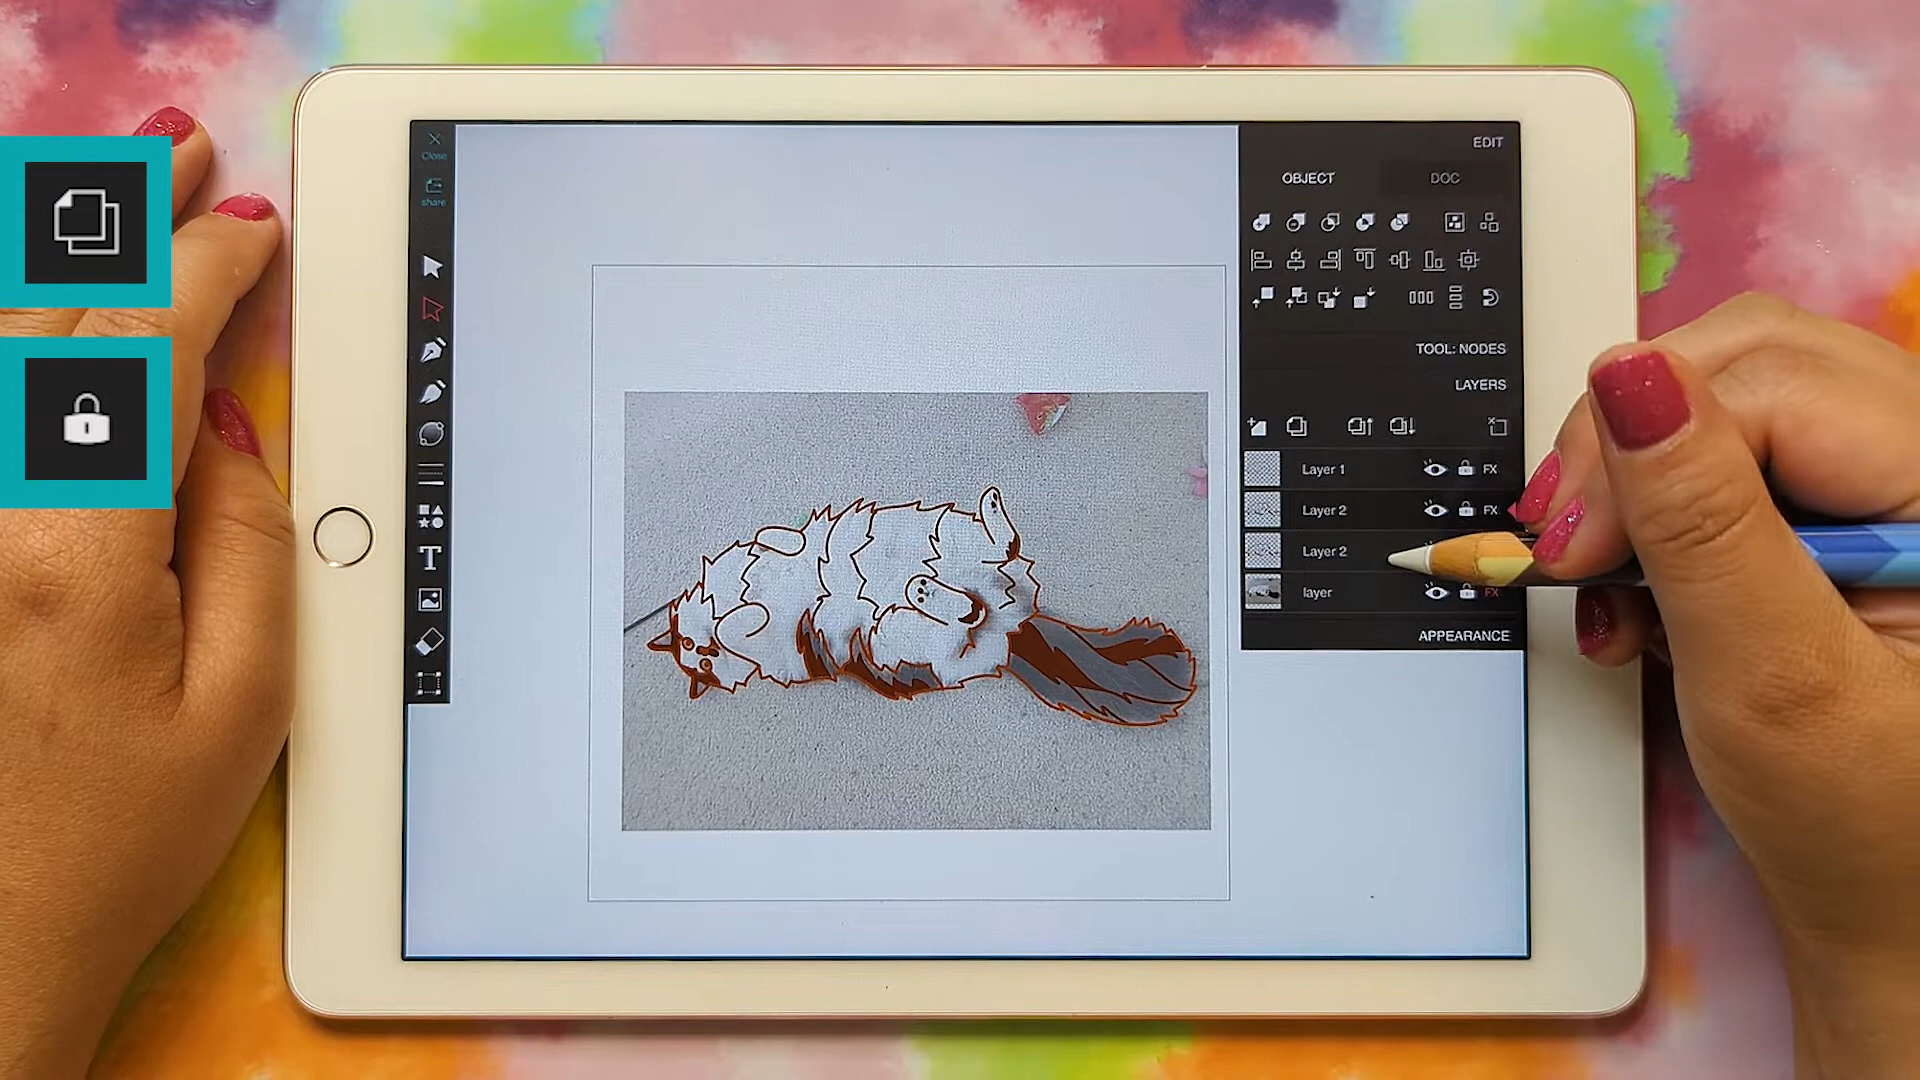 Close
share
EDIT
OBJECT DOC
TOOL: NODES
LAYERS
Layer 1 FX
Layer 2 FX
Layer 2
layer FX
APPEARANCE
T